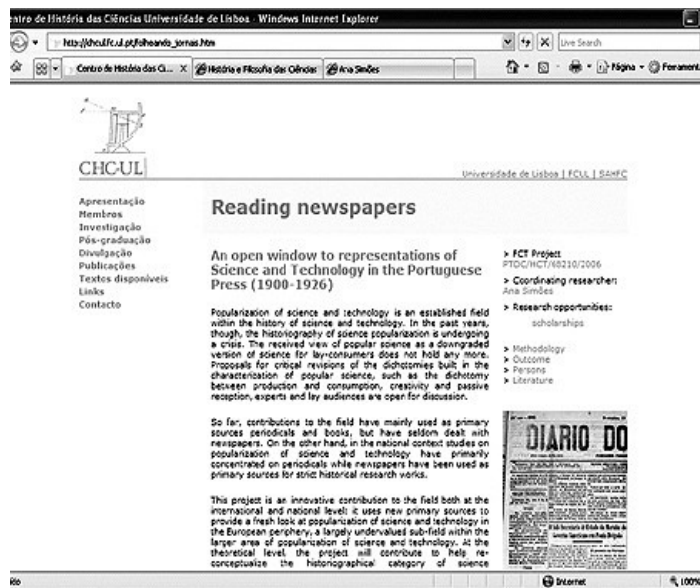 entro de História das Ciências Universidade de Lisboa - Windows Internet Explorer
http://chcul.fc.ul.pt/folheando_jornais.htm
Live Search
Centro de História das Ci... X
História e Filosofia das Ciências
Ana Simões
Página
Ferament
CHC-UL
Universidade de Lisboa | FCUL | SAHFC
Apresentação
Membros
Investigação
Pós-graduação
Divulgação
Publicações
Textos disponíveis
Links
Contacto
Reading newspapers
An open window to representations of
Science and Technology in the Portuguese
Press (1900-1926)
Popularization of science and technology is an established field
within the history of science and technology. In the past years,
though, the historiography of science popularization is undergoing
a crisis. The received view of popular science as a downgraded
version of science for lay-consumers does not hold any more.
Proposals for critical revisions of the dichotomies built in the
characterization of popular science, such as the dichotomy
between production and consumption, creativity and passive
reception, experts and lay audiences are open for discussion.
So far, contributions to the field have mainly used as primary
sources periodicals and books, but have seldom dealt with
newspapers. On the other hand, in the national context studies on
popularization of science and technology have primarily
concentrated on periodicals while newspapers have been used as
primary sources for strict historical research works.
This project is an innovative contribution to the field both at the
international and national level: it uses new primary sources to
provide a fresh look at popularization of science and technology in
the European periphery, a largely undervalued sub-field within the
larger area of popularization of science and technology. At the
theoretical level, the project will contribute to help re-
conceptualize the historiographical category of science
> FCT Project
PTDC/HCT/68210/2006
> Coordinating researcher:
Ana Simões
> Research opportunities:
scholarships
> Methodology
> Outcome
> Persons
> Literature
DIARIO DO
Internet
100%